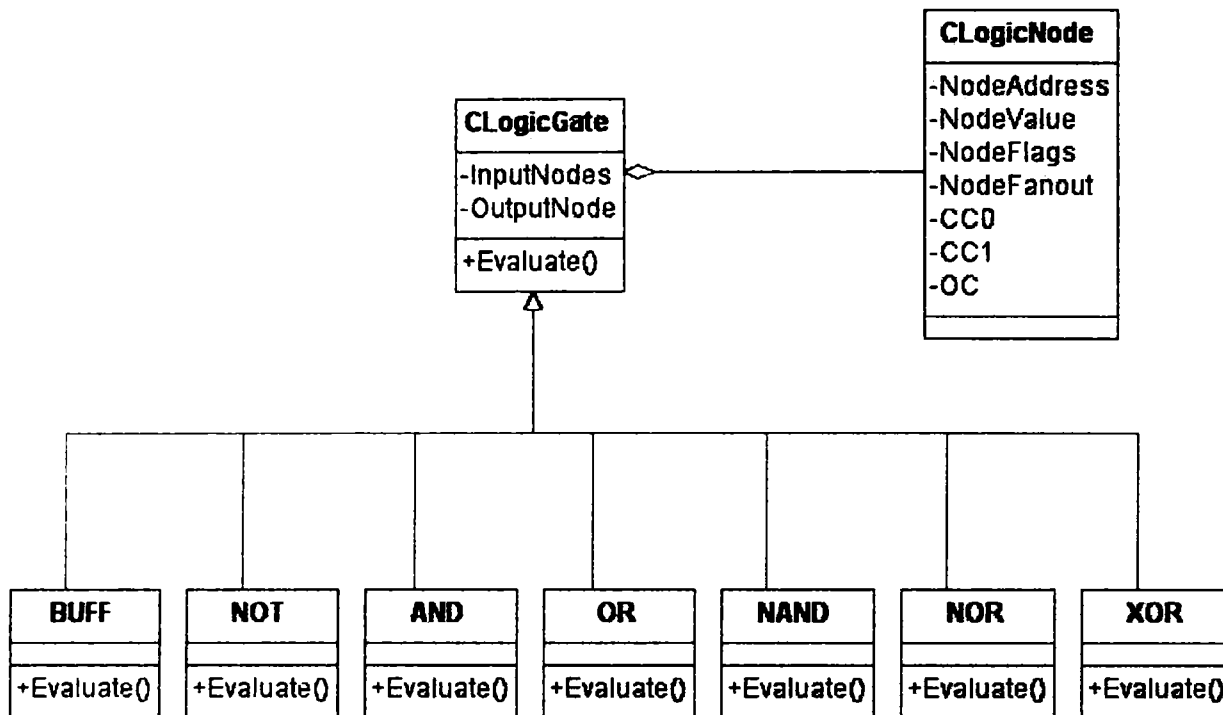 CLogicNode
-NodeAddress
-NodeValue
-NodeFlags
-NodeFanout
-CC0
-CC1
-OC
CLogicGate
-InputNodes
-OutputNode
+Evaluate()
BUFF
+Evaluate()
NOT
+Evaluate()
AND
+Evaluate()
OR
+Evaluate()
NAND
+Evaluate()
NOR
+Evaluate()
XOR
+Evaluate()